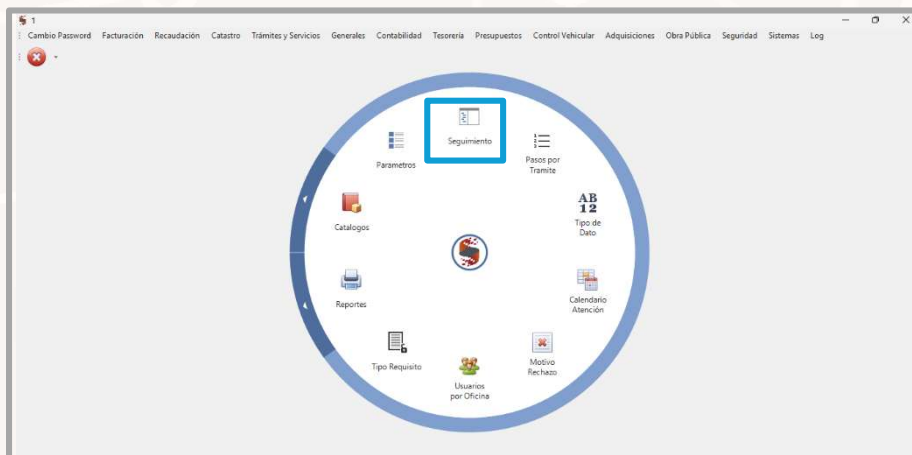 1
Cambio Password Facturación Recaudación Catastro Trámites y Servicios Generales Contabilidad Tesorería Presupuestos Control Vehicular Adquisiciones Obra Pública Seguridad Sistemas Log
Seguimiento
Parametros
Pasos por
Tramite
Catalogos
AB
12
Tipo de
Dato
Reportes
Calendario
Atención
Tipo Requisito
Usuarios
por Oficina
Motivo
Rechazo